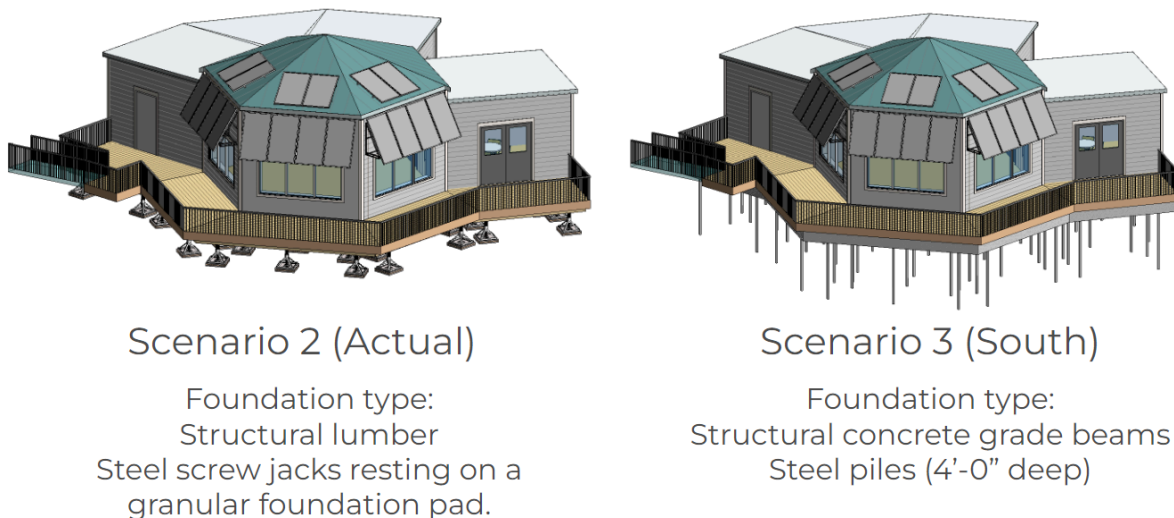 Scenario 2 (Actual)
Foundation type:
Structural lumber
Steel screw jacks resting on a
granular foundation pad.
Scenario 3 (South)
Foundation type:
Structural concrete grade beams
Steel piles (4’-0” deep)